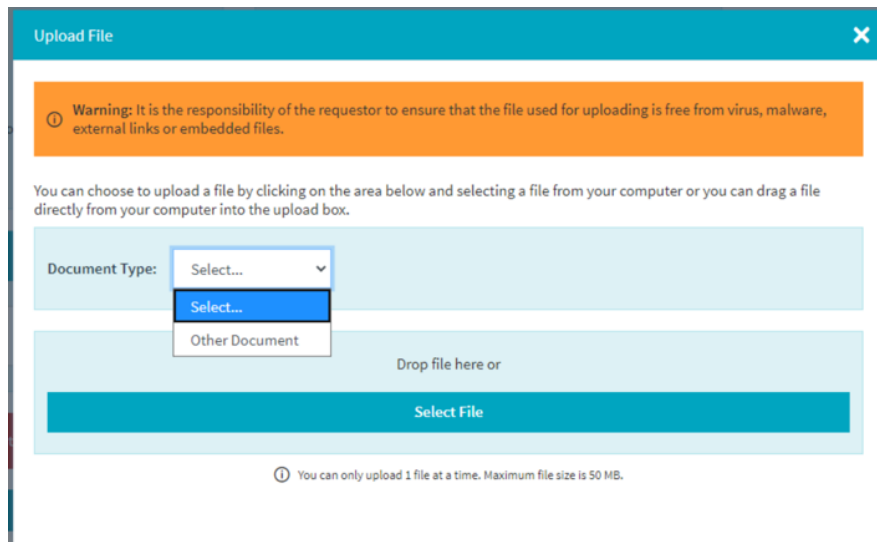 Upload File
Warning: It is the responsibility of the requestor to ensure that the file used for uploading is free from virus, malware,
external links or embedded files.
You can choose to upload a file by clicking on the area below and selecting a file from your computer or you can drag a file
directly from your computer into the upload box.
Document Type: Select...
Select...
Other Document
Drop file here or
Select File
You can only upload 1 file at a time. Maximum file size is 50 MB.